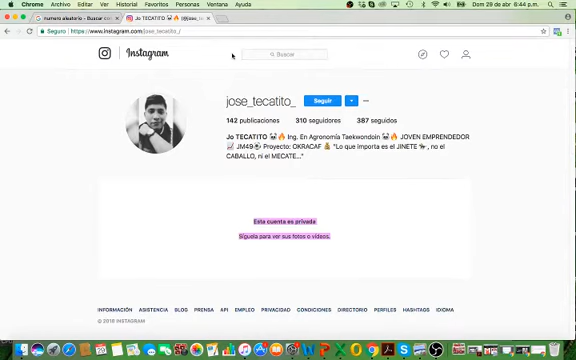 Chrome Archivo Editar Ver Historial Favoritos Personas Ventana Ayuda Dom 29 de abr 6:44 p.m.
numero aleatorio - Buscar con Jo TECATITO
Seguro https://www.instagram.com/jose_tecatito_/
Instagram Buscar
jose_tecatito_ Seguir
142 publicaciones 310 seguidores 387 seguidos
Jo TECATITO Ing. En Agronomía Taekwondoin JOVEN EMPRENDEDOR
JM49 Proyecto: OKRACAF "Lo que importa es el JINETE , no el
CABALLO, ni el MECATE..."
Esta cuenta es privada
Síguela para ver sus fotos o videos.
INFORMACIÓN ASISTENCIA BLOG PRENSA API EMPLEO PRIVACIDAD CONDICIONES DIRECTORIO PERFILES HASHTAGS IDIOMA
© 2018 INSTAGRAM